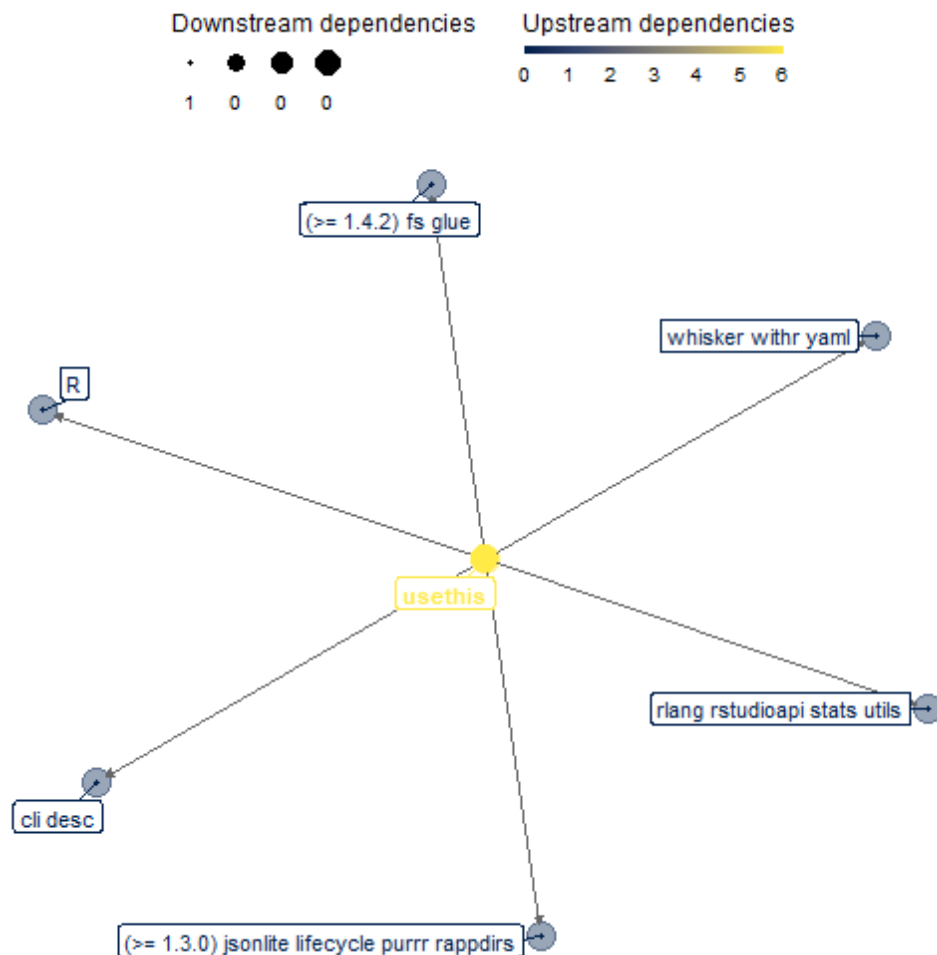 Downstream dependencies
1 0 0 0
Upstream dependencies
0 1 2 3 4 5 6
(>= 1.4.2) fs glue
whisker withr yaml
R
usethis
rlang rstudioapi stats utils
cli desc
(>= 1.3.0) jsonlite lifecycle purrr rappdirs